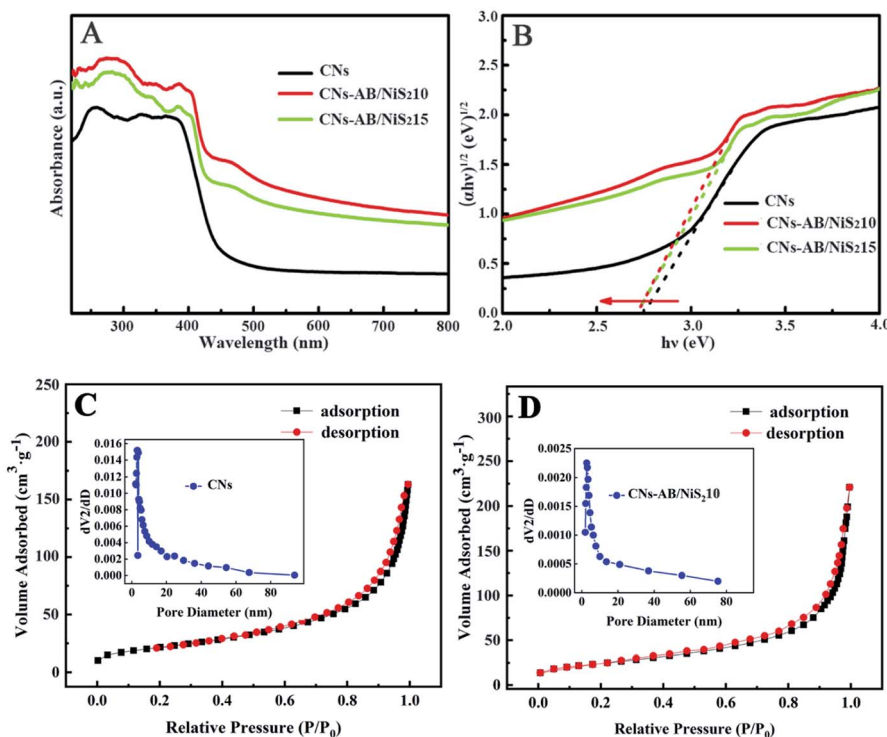 A
CNs
CNs-AB/NiS₂10
CNs-AB/NiS₂15
Absorbance (a.u.)
300 400 500 600 700 800
Wavelength (nm)
B
2.5
2.0
1.5
1.0
0.5
0.0
(αhν)^1/2 (eV)^1/2
CNs
CNs-AB/NiS₂10
CNs-AB/NiS₂15
2.0 2.5 3.0 3.5 4.0
hν (eV)
C
250
200
150
100
50
0
Volume Adsorbed (cm³·g⁻¹)
adsorption
desorption
0.016
0.014
0.012
0.010
0.008
0.006
0.004
0.002
0.000
dV2/dD
CNs
0 20 40 60 80
Pore Diameter (nm)
0.0 0.2 0.4 0.6 0.8 1.0
Relative Pressure (P/P₀)
D
300
250
200
150
100
50
0
Volume Adsorbed (cm³·g⁻¹)
adsorption
desorption
0.0025
0.0020
0.0015
0.0010
0.0005
0.0000
dV2/dD
CNs-AB/NiS₂10
0 20 40 60 80
Pore Diameter (nm)
0.0 0.2 0.4 0.6 0.8 1.0
Relative Pressure (P/P₀)